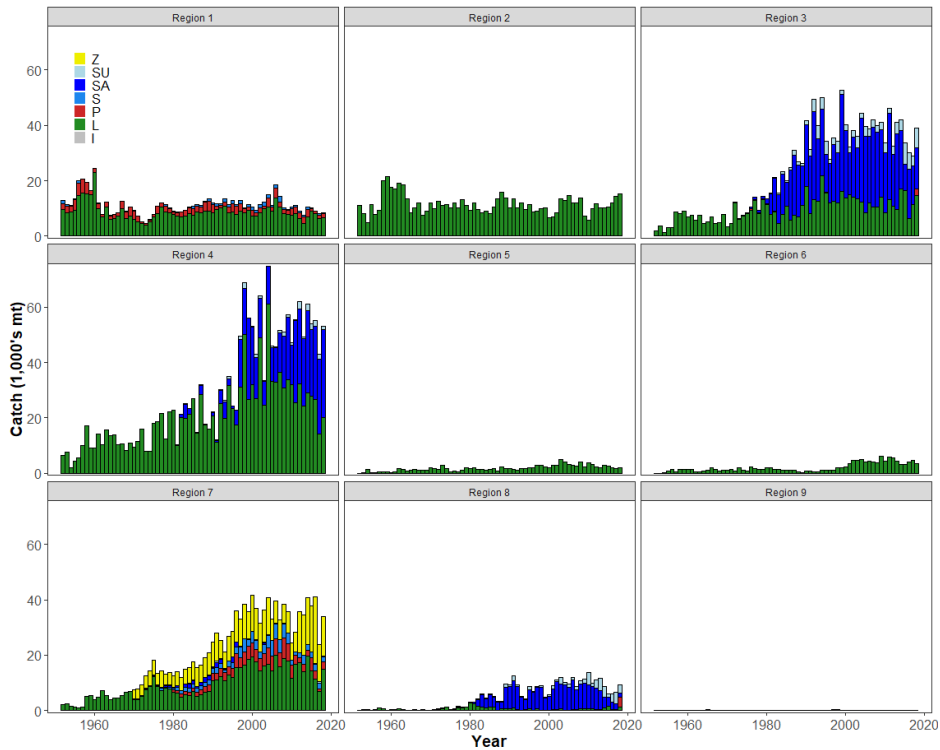 Region 1
Region 2
Region 3
Z
SU
SA
S
P
L
I
60
40
20
0
Region 4
Region 5
Region 6
60
40
20
0
Catch (1,000's mt)
Region 7
Region 8
Region 9
60
40
20
0
1960 1980 2000 2020
1960 1980 2000 2020
1960 1980 2000 2020
Year